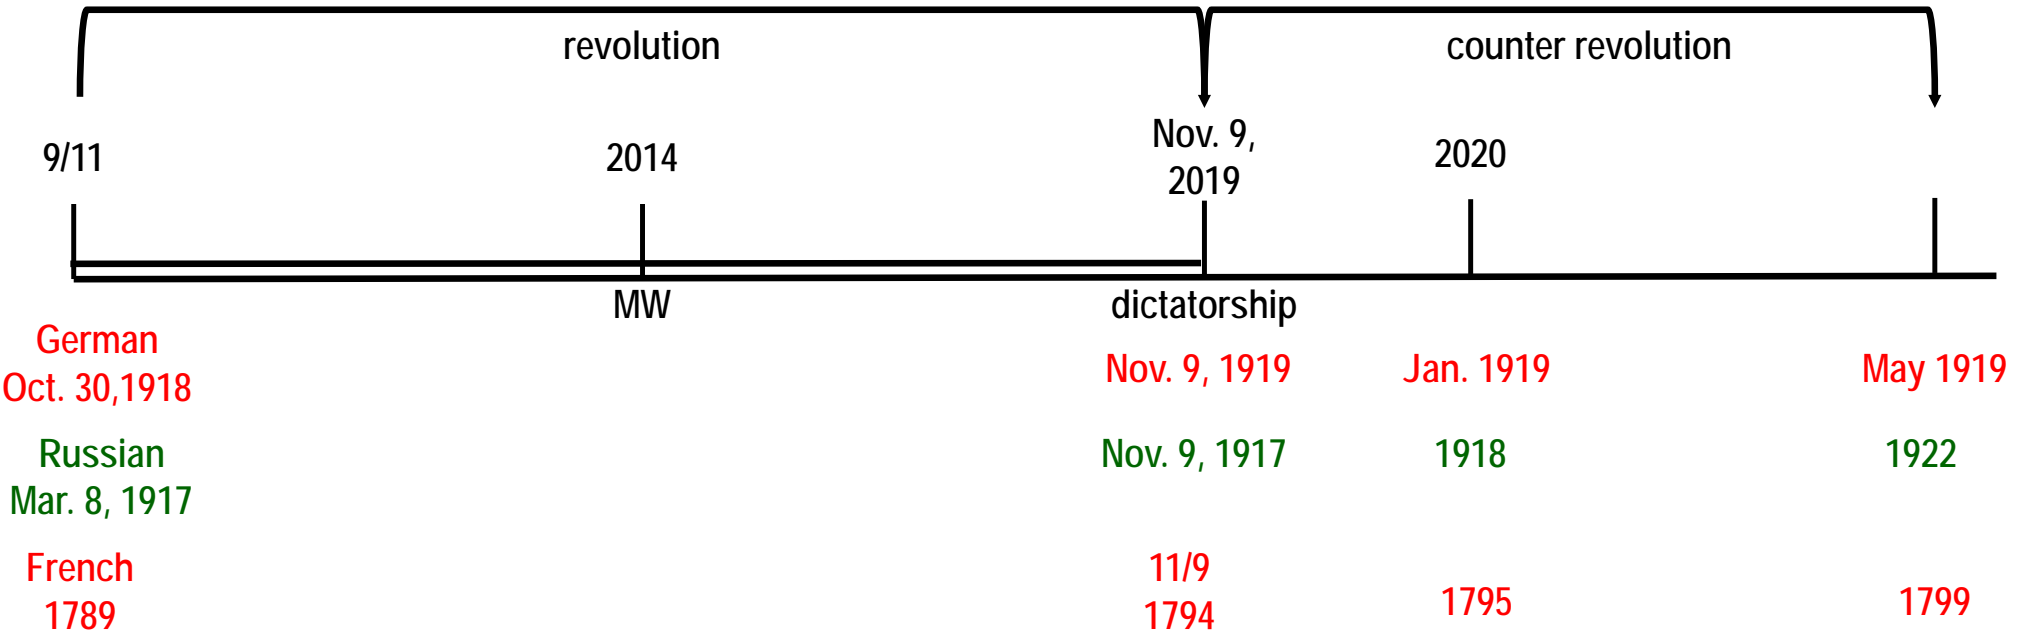 revolution
counter revolution
9/11
2014
Nov. 9,
2019
2020
MW
dictatorship
German
Oct. 30,1918
Nov. 9, 1919
Jan. 1919
May 1919
Russian
Mar. 8, 1917
Nov. 9, 1917
1918
1922
French
1789
11/9
1794
1795
1799